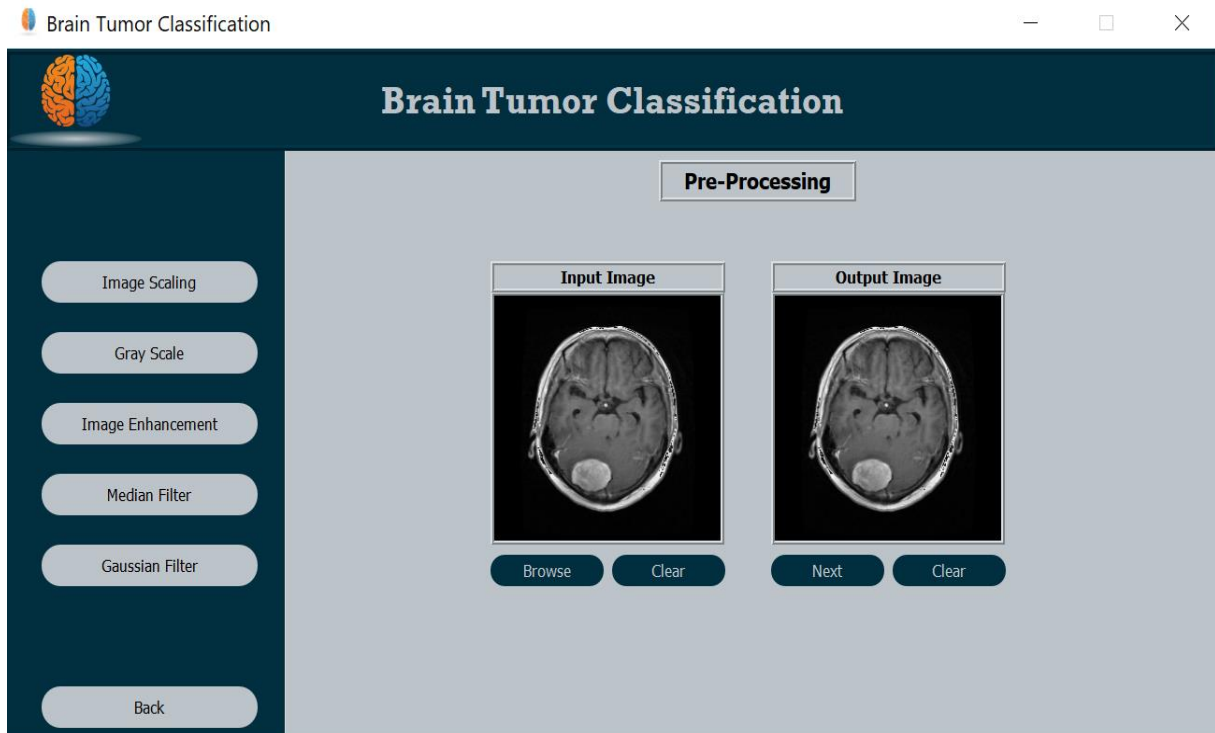 Brain Tumor Classification
Brain Tumor Classification
Pre-Processing
Image Scaling
Gray Scale
Image Enhancement
Median Filter
Gaussian Filter
Back
Input Image
Output Image
Browse
Clear
Next
Clear